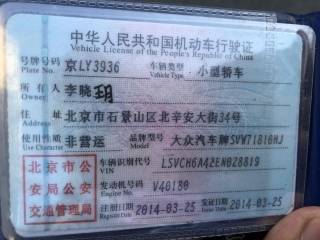 中华人民共和国机动车行驶证
Vehicle License of the People's Republic of China
号牌号码 京LY3936 车辆类型 小型轿车
Plate No. Vehicle Type
所有人 李晓玥
Owner
住址 北京市石景山区北辛安大街34号
Address
使用性质 非营运 品牌型号 大众汽车牌SVW71810HJ
Use Character Model
北京市公
安局公安
交通管理局
车辆识别代号 LSVCH6A42EN028819
VIN
发动机号码 V40180
Engine No.
注册日期 2014-03-25 发证日期 2014-03-25
Register Date Issue Date